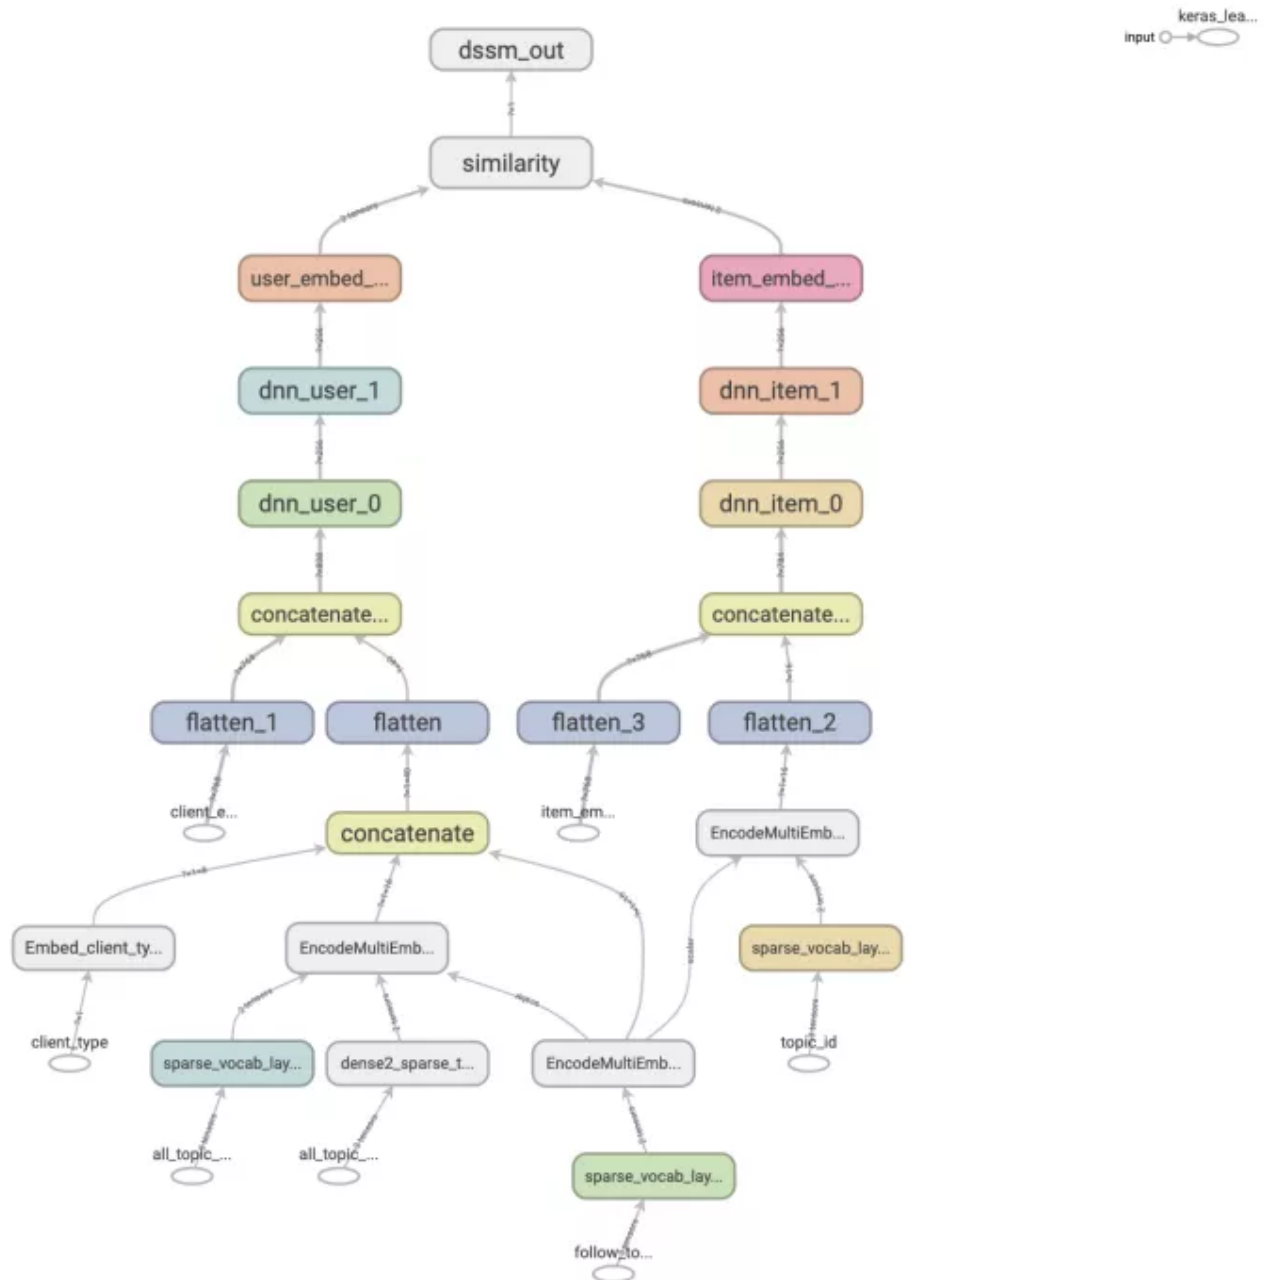 keras_lea...
input
dssm_out
similarity
user_embed_...
item_embed_...
dnn_user_1
dnn_item_1
dnn_user_0
dnn_item_0
concatenate...
concatenate...
flatten_1
flatten
flatten_3
flatten_2
client_e...
item_em...
concatenate
EncodeMultiEmb...
Embed_client_ty...
EncodeMultiEmb...
sparse_vocab_lay...
client_type
sparse_vocab_lay...
dense2_sparse_t...
EncodeMultiEmb...
topic_id
all_topic_...
all_topic_...
sparse_vocab_lay...
follow_to...